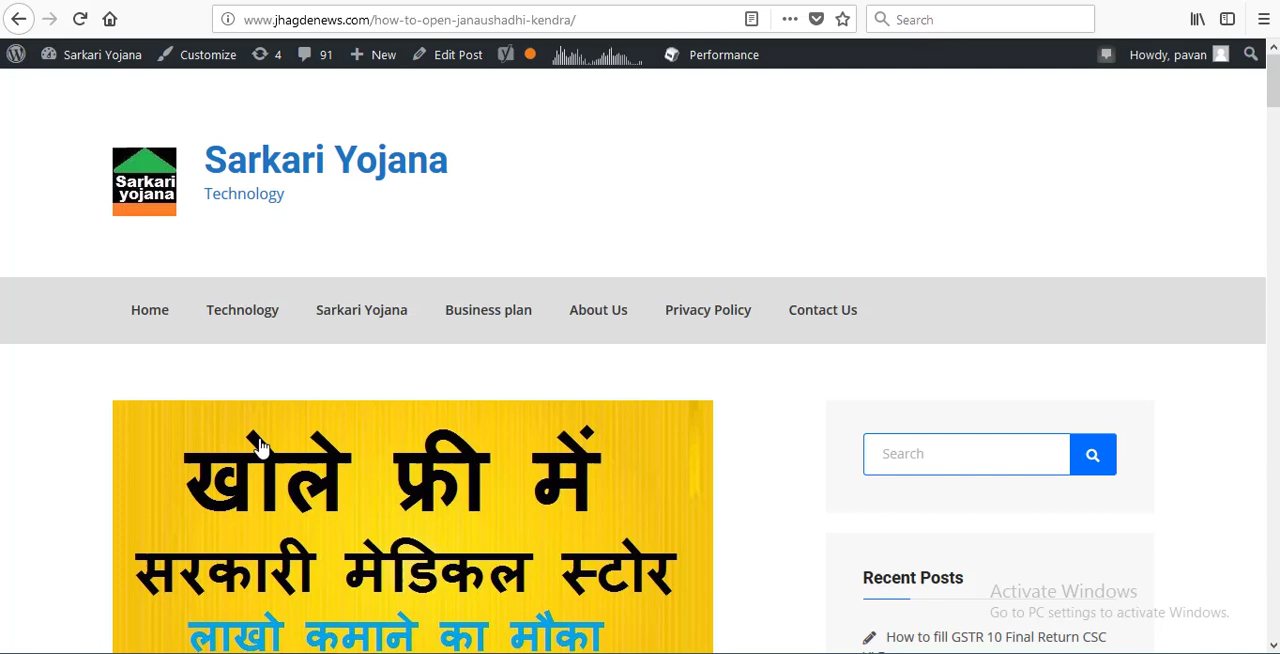 www.jhagdenews.com/how-to-open-janaushadhi-kendra/
Search
Sarkari Yojana
Customize
4
91
New
Edit Post
Performance
Howdy, pavan
Sarkari
yojana
Sarkari Yojana
Technology
Home Technology Sarkari Yojana Business plan About Us Privacy Policy Contact Us
खोले फ्री में
सरकारी मेडिकल स्टोर
लाखो कमाने का मौका
Search
Recent Posts
Activate Windows
Go to PC settings to activate Windows.
How to fill GSTR 10 Final Return CSC